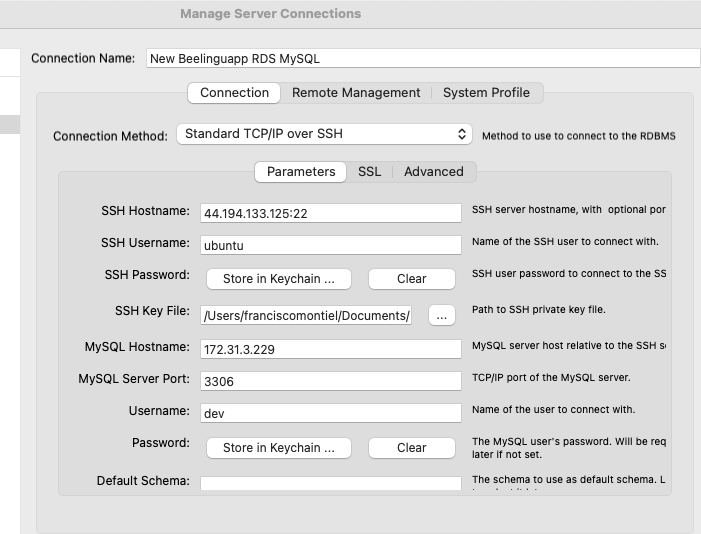 Manage Server Connections
Connection Name: New Beelinguapp RDS MySQL
Connection Remote Management System Profile
Connection Method: Standard TCP/IP over SSH Method to use to connect to the RDBMS
Parameters SSL Advanced
SSH Hostname: 44.194.133.125:22 SSH server hostname, with optional por
SSH Username: ubuntu Name of the SSH user to connect with.
SSH Password: Store in Keychain ... Clear SSH user password to connect to the SS
SSH Key File: /Users/franciscomontiel/Documents/ ... Path to SSH private key file.
MySQL Hostname: 172.31.3.229 MySQL server host relative to the SSH s
MySQL Server Port: 3306 TCP/IP port of the MySQL server.
Username: dev Name of the user to connect with.
Password: Store in Keychain ... Clear The MySQL user's password. Will be req
later if not set.
Default Schema: The schema to use as default schema. L